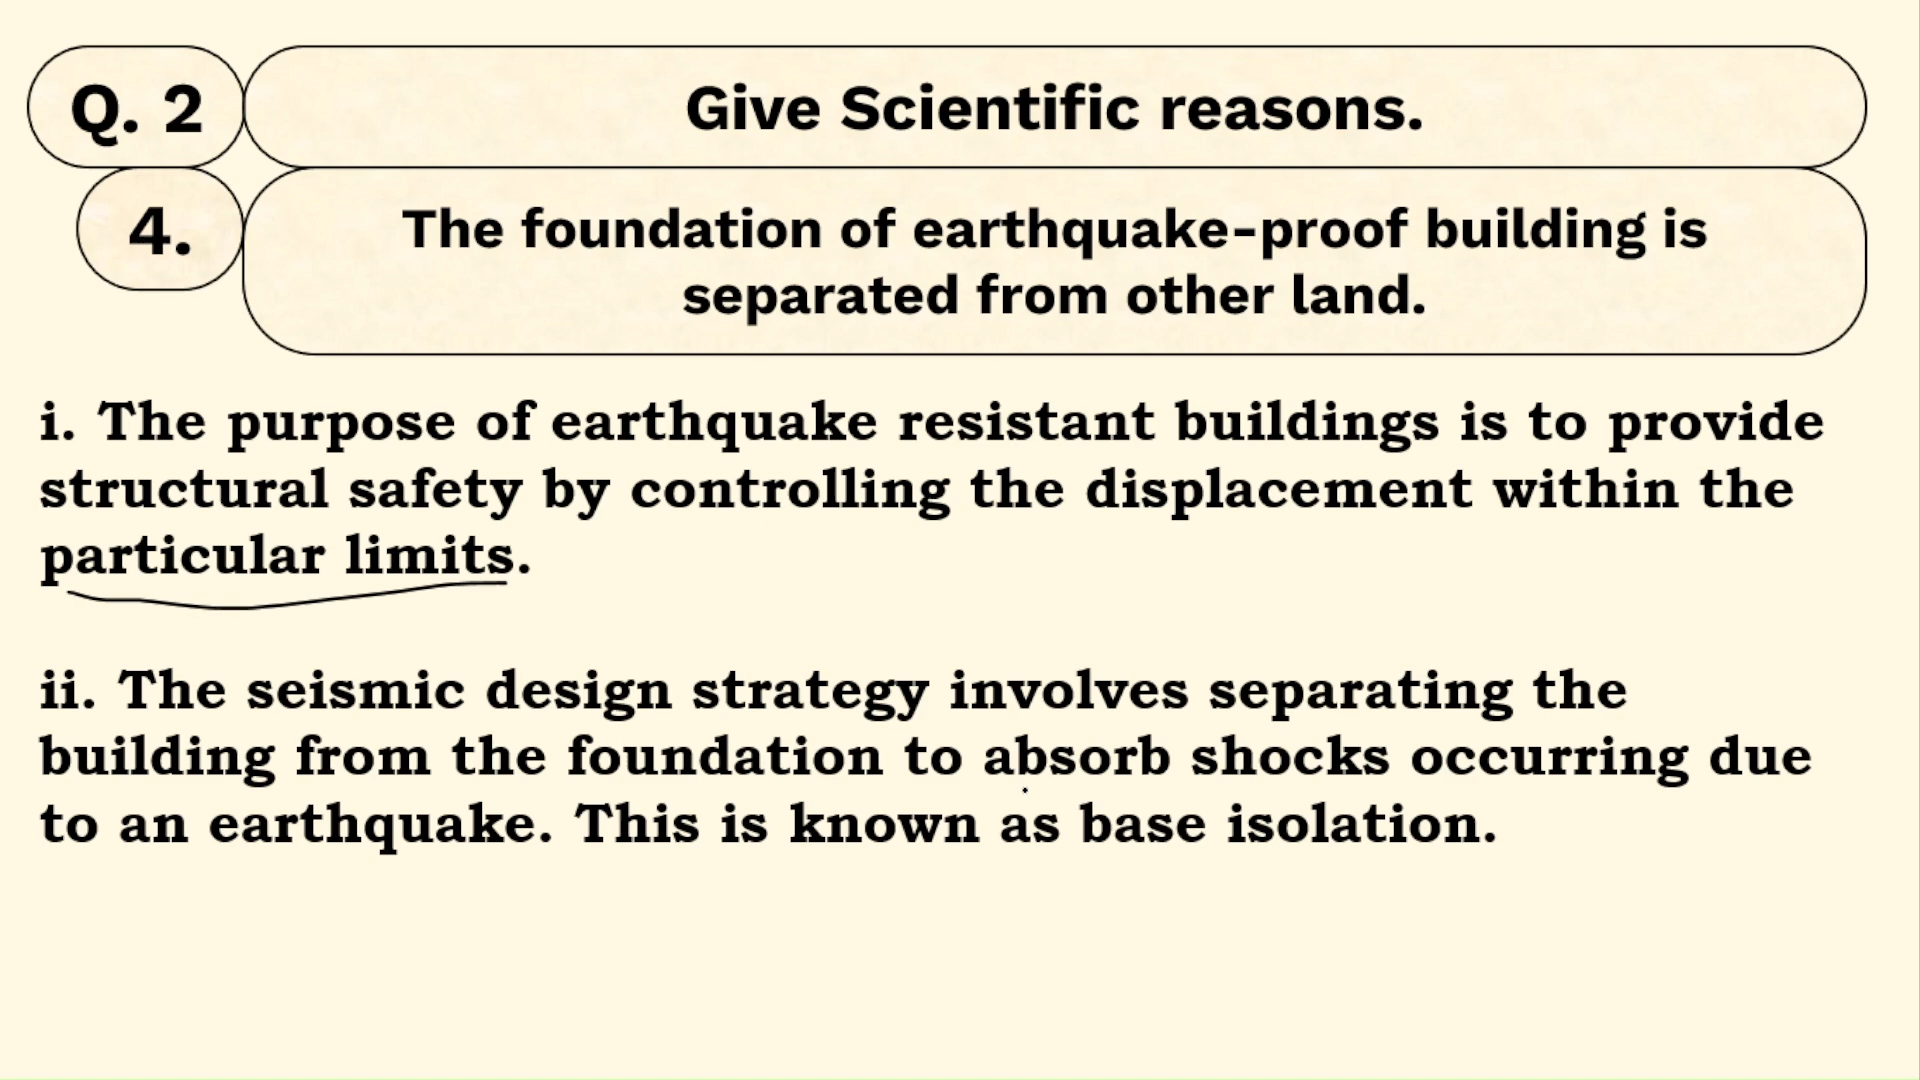 Q. 2
Give Scientific reasons.
4.
The foundation of earthquake-proof building is
separated from other land.
i. The purpose of earthquake resistant buildings is to provide
structural safety by controlling the displacement within the
particular limits.
ii. The seismic design strategy involves separating the
building from the foundation to absorb shocks occurring due
to an earthquake. This is known as base isolation.